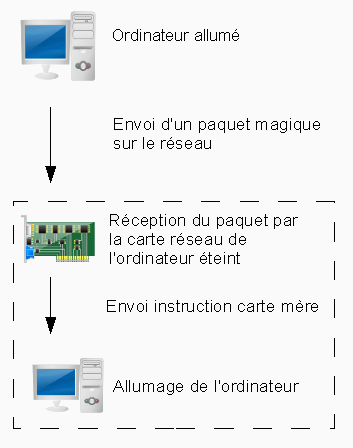 Ordinateur allumé
Envoi d'un paquet magique
sur le réseau
Réception du paquet par
la carte réseau de
l'ordinateur éteint
Envoi instruction carte mère
Allumage de l'ordinateur